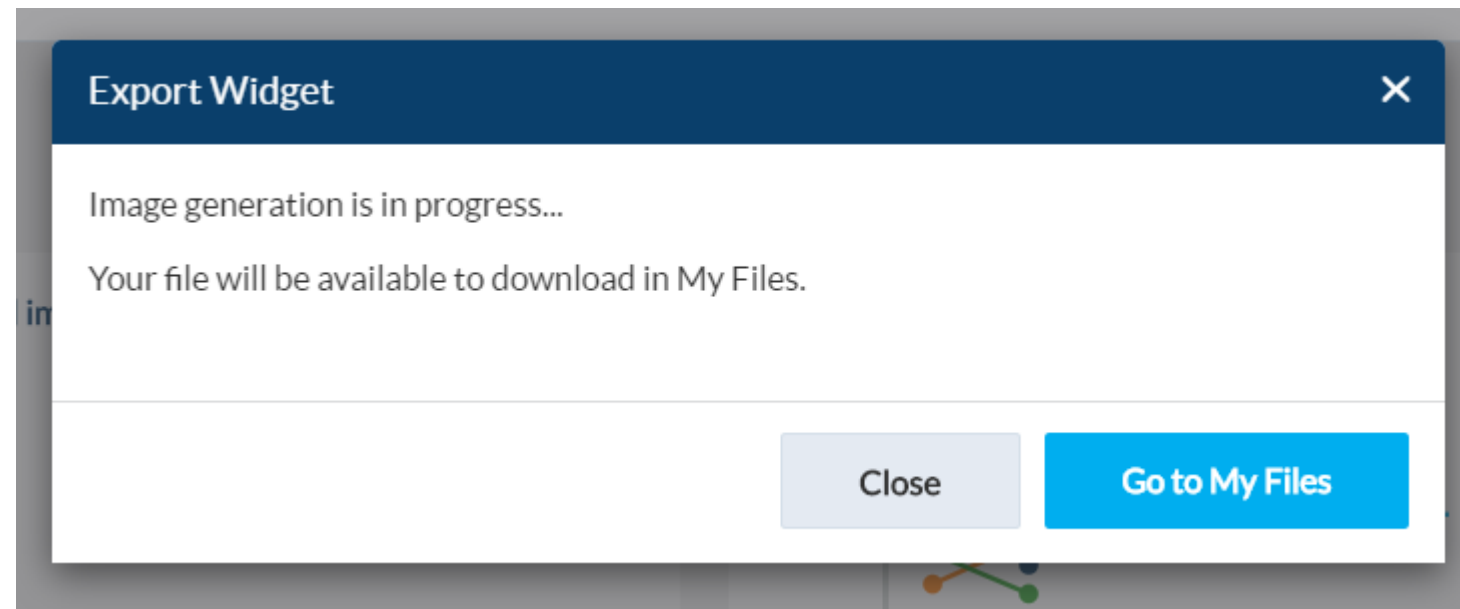 Export Widget
Image generation is in progress...
Your file will be available to download in My Files.
Close
Go to My Files